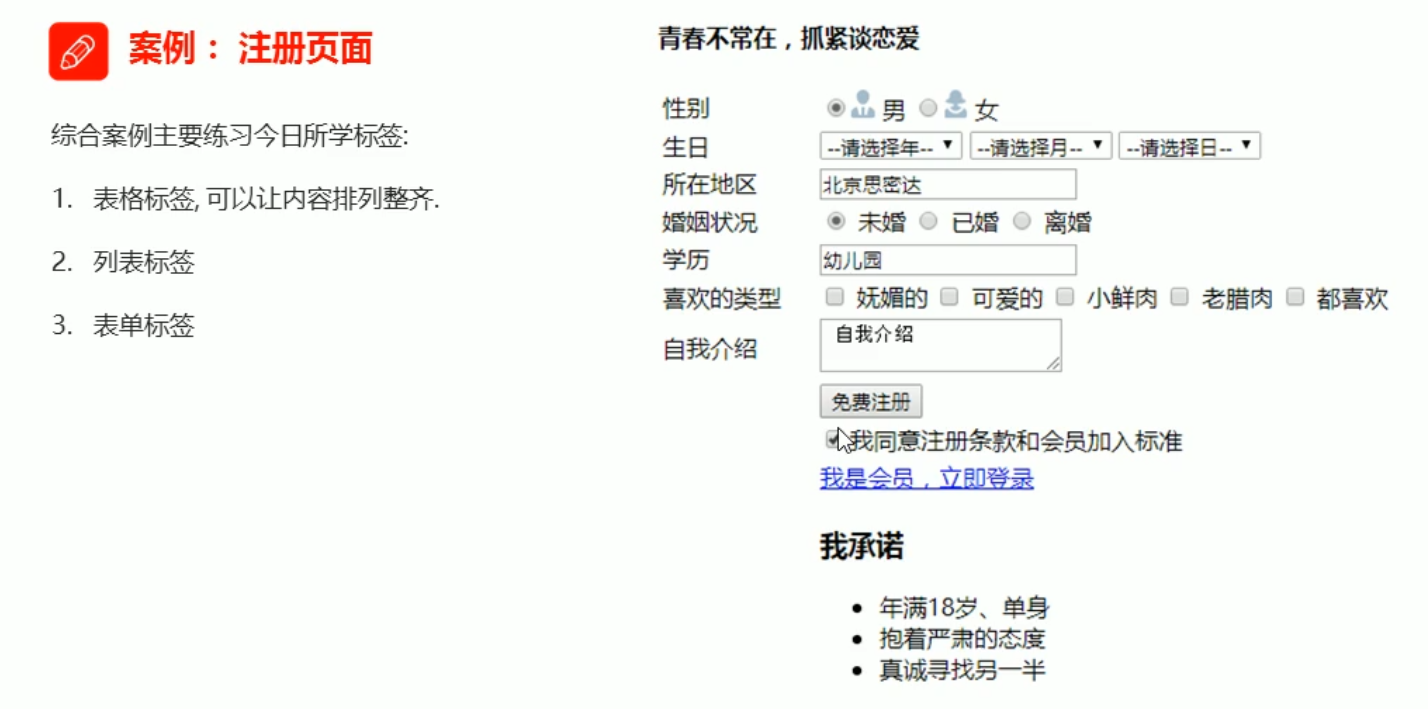 案例： 注册页面
综合案例主要练习今日所学标签:
1. 表格标签, 可以让内容排列整齐.
2. 列表标签
3. 表单标签
青春不常在，抓紧谈恋爱
性别 男 女
生日 --请选择年-- --请选择月-- --请选择日--
所在地区 北京思密达
婚姻状况 未婚 已婚 离婚
学历 幼儿园
喜欢的类型 妩媚的 可爱的 小鲜肉 老腊肉 都喜欢
自我介绍 自我介绍
免费注册
我同意注册条款和会员加入标准
我是会员，立即登录
我承诺
年满18岁、单身
抱着严肃的态度
真诚寻找另一半